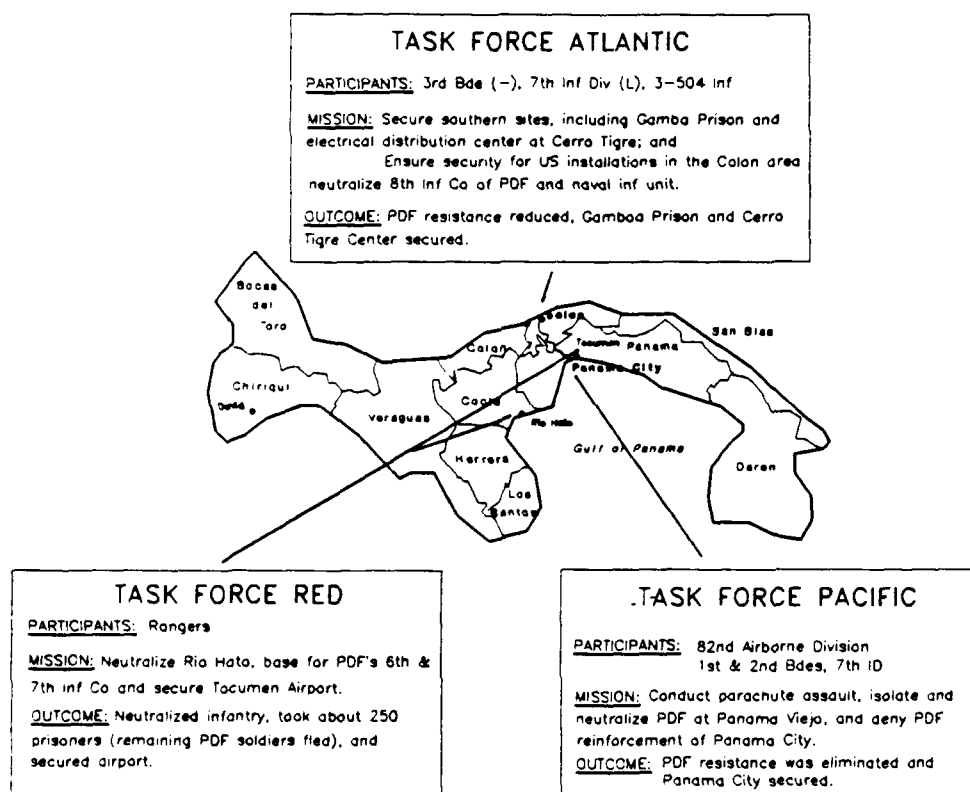 TASK FORCE ATLANTIC
PARTICIPANTS: 3rd Bde (-), 7th Inf Div (L), 3-504 Inf
MISSION: Secure southern sites, including Gamba Prison and
electrical distribution center at Cerro Tigre; and
Ensure security for US installations in the Colon area
neutralize 8th Inf Co of PDF and naval inf unit.
OUTCOME: PDF resistance reduced, Gamboa Prison and Cerro
Tigre Center secured.
Bocas
del
Toro
San Blas
Colon
Tocumen Panama
Panama City
Chiriqui
David
Veraguas
Cocle
Rio Hato
Gulf of Panama
Herrera
Darien
Los
Santos
TASK FORCE RED
PARTICIPANTS: Rangers
MISSION: Neutralize Rio Hato, base for PDF's 6th &
7th Inf Co and secure Tocumen Airport.
OUTCOME: Neutralized infantry, took about 250
prisoners (remaining PDF soldiers fled), and
secured airport.
TASK FORCE PACIFIC
PARTICIPANTS: 82nd Airborne Division
1st & 2nd Bdes, 7th ID
MISSION: Conduct parachute assault, isolate and
neutralize PDF at Panama Viejo, and deny PDF
reinforcement of Panama City.
OUTCOME: PDF resistance was eliminated and
Panama City secured.